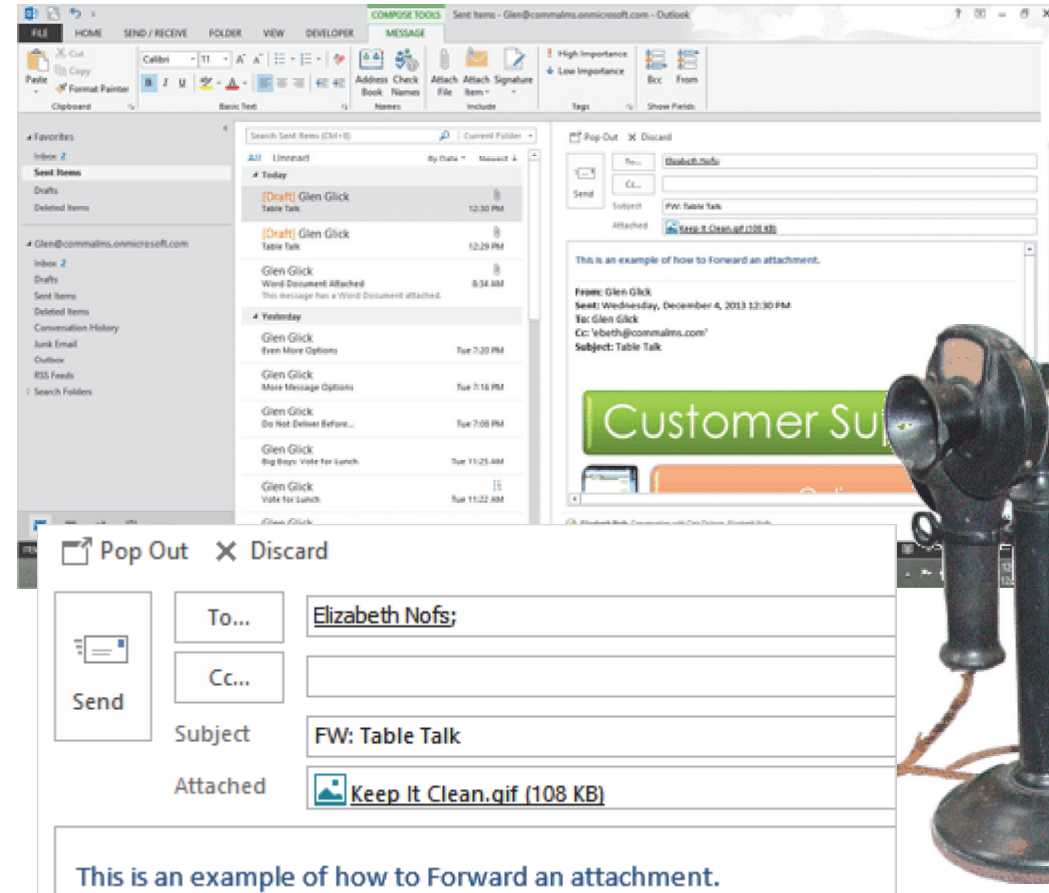 COMPOSE TOOLS
Sent Items - Glen@commalms.onmicrosoft.com - Outlook
FILE HOME SEND / RECEIVE FOLDER VIEW DEVELOPER MESSAGE
Cut
Copy
Paste
Format Painter
Clipboard
Calibri 11
B I U
Basic Text
Address Book
Check Names
Names
Attach File
Attach Item
Signature
Include
High Importance
Low Importance
Tags
Bcc From
Show Fields
Favorites
Inbox 2
Sent Items
Drafts
Deleted Items
Glen@commalms.onmicrosoft.com
Inbox 2
Drafts
Sent Items
Deleted Items
Conversation History
Junk Email
Outbox
RSS Feeds
Search Folders
Search Sent Items (Ctrl+E) Current Folder
All Unread By Date Newest
Today
[Draft] Glen Glick
Table Talk 12:30 PM
[Draft] Glen Glick
Table Talk 12:29 PM
Glen Glick
Word Document Attached 8:34 AM
This message has a Word Document attached.
Yesterday
Glen Glick
Even More Options Tue 7:20 PM
Glen Glick
More Message Options Tue 7:16 PM
Glen Glick
Do Not Deliver Before... Tue 7:08 PM
Glen Glick
Big Boys: Vote for Lunch Tue 11:25 AM
Glen Glick
Vote for Lunch Tue 11:22 AM
Glen Glick
Pop Out Discard
Send
To... Elizabeth Nofs
Cc...
Subject FW: Table Talk
Attached Keep It Clean.gif (108 KB)
This is an example of how to Forward an attachment.
From: Glen Glick
Sent: Wednesday, December 4, 2013 12:30 PM
To: Glen Glick
Cc: 'ebeth@commalms.com'
Subject: Table Talk
Customer Su
Pop Out Discard
Send
To... Elizabeth Nofs;
Cc...
Subject FW: Table Talk
Attached Keep It Clean.gif (108 KB)
This is an example of how to Forward an attachment.